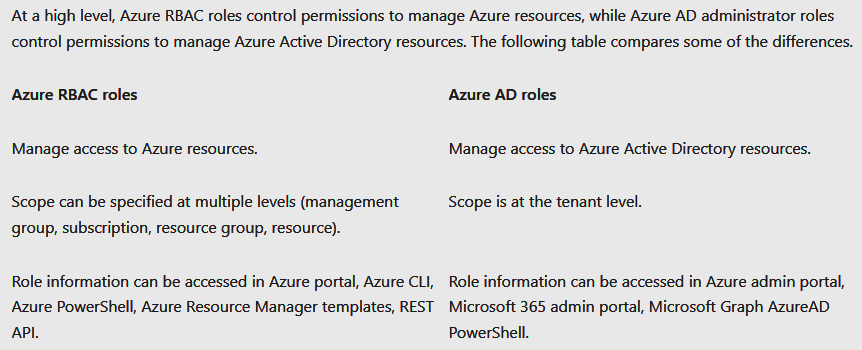 At a high level, Azure RBAC roles control permissions to manage Azure resources, while Azure AD administrator roles
control permissions to manage Azure Active Directory resources. The following table compares some of the differences.
Azure RBAC roles
Azure AD roles
Manage access to Azure resources.
Manage access to Azure Active Directory resources.
Scope can be specified at multiple levels (management
group, subscription, resource group, resource).
Scope is at the tenant level.
Role information can be accessed in Azure portal, Azure CLI,
Azure PowerShell, Azure Resource Manager templates, REST
API.
Role information can be accessed in Azure admin portal,
Microsoft 365 admin portal, Microsoft Graph AzureAD
PowerShell.